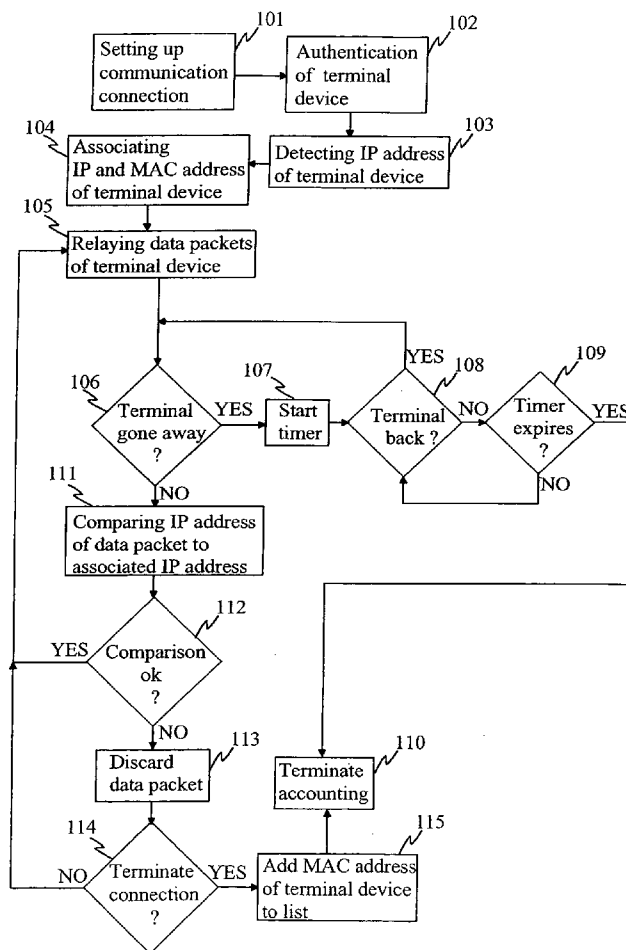 101
Setting up
communication
connection
102
Authentication
of terminal
device
104
Associating
IP and MAC address
of terminal device
103
Detecting IP address
of terminal device
105
Relaying data packets
of terminal device
106
Terminal
gone away
?
YES
NO
107
Start
timer
108
YES
Terminal
back ?
NO
109
Timer
expires
?
YES
NO
111
Comparing IP address
of data packet to
associated IP address
112
YES
Comparison
ok
?
NO
113
Discard
data packet
110
Terminate
accounting
114
NO
Terminate
connection
?
YES
115
Add MAC address
of terminal device
to list